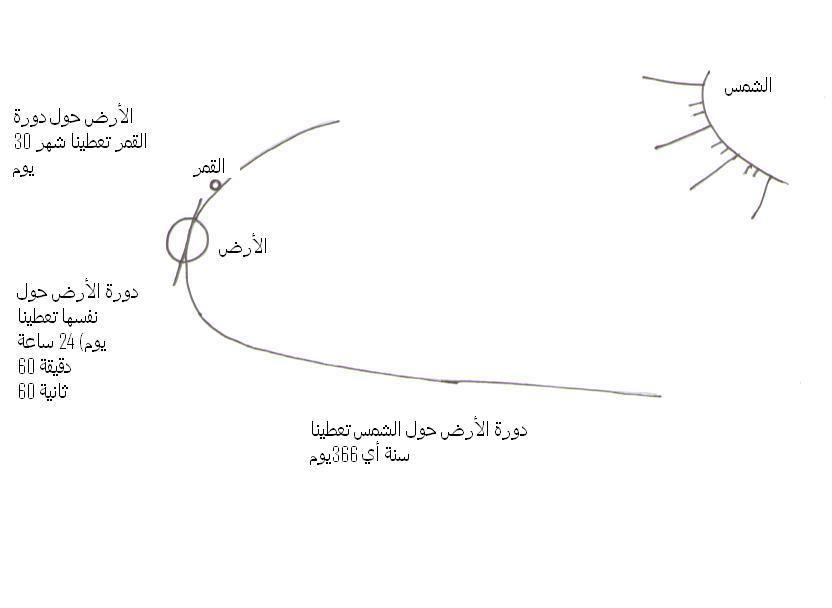 الشمس
الأرض حول دورة
القمر تعطينا شهر 30
يوم
القمر
الأرض
دورة الأرض حول
نفسها تعطينا
يوم) 24 ساعة
60 دقيقة
60 ثانية
دورة الأرض حول الشمس تعطينا
سنة أي 366يوم